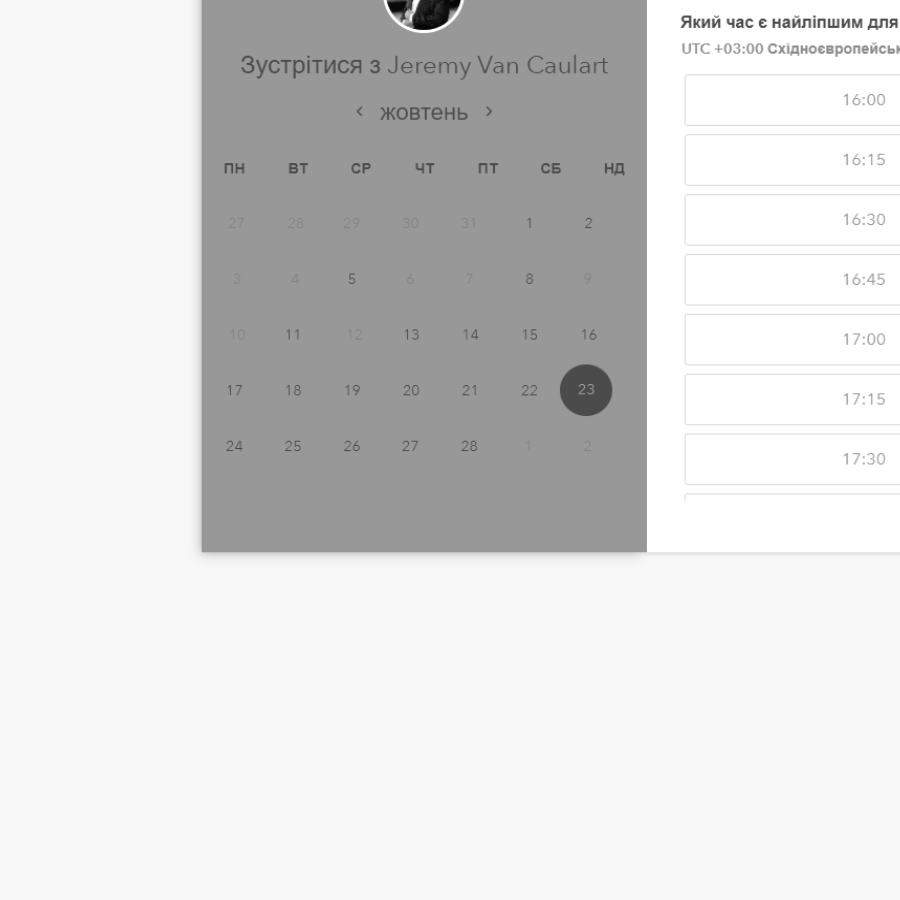 Зустрітися з Jeremy Van Caulart
жовтень
ПН ВТ СР ЧТ ПТ СБ НД
27 28 29 30 31 1 2
3 4 5 6 7 8 9
10 11 12 13 14 15 16
17 18 19 20 21 22 23
24 25 26 27 28 1 2
Який час є найліпшим для
UTC +03:00 Східноєвропейськ
16:00
16:15
16:30
16:45
17:00
17:15
17:30